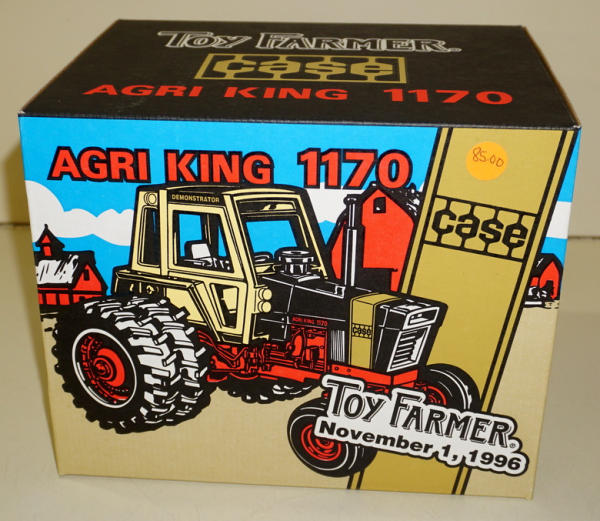 TOY FARMER®
case
AGRI KING 1170
AGRI KING 1170
85.00
DEMONSTRATOR
case
AGRI KING 1170
case
TOY FARMER®
November 1, 1996